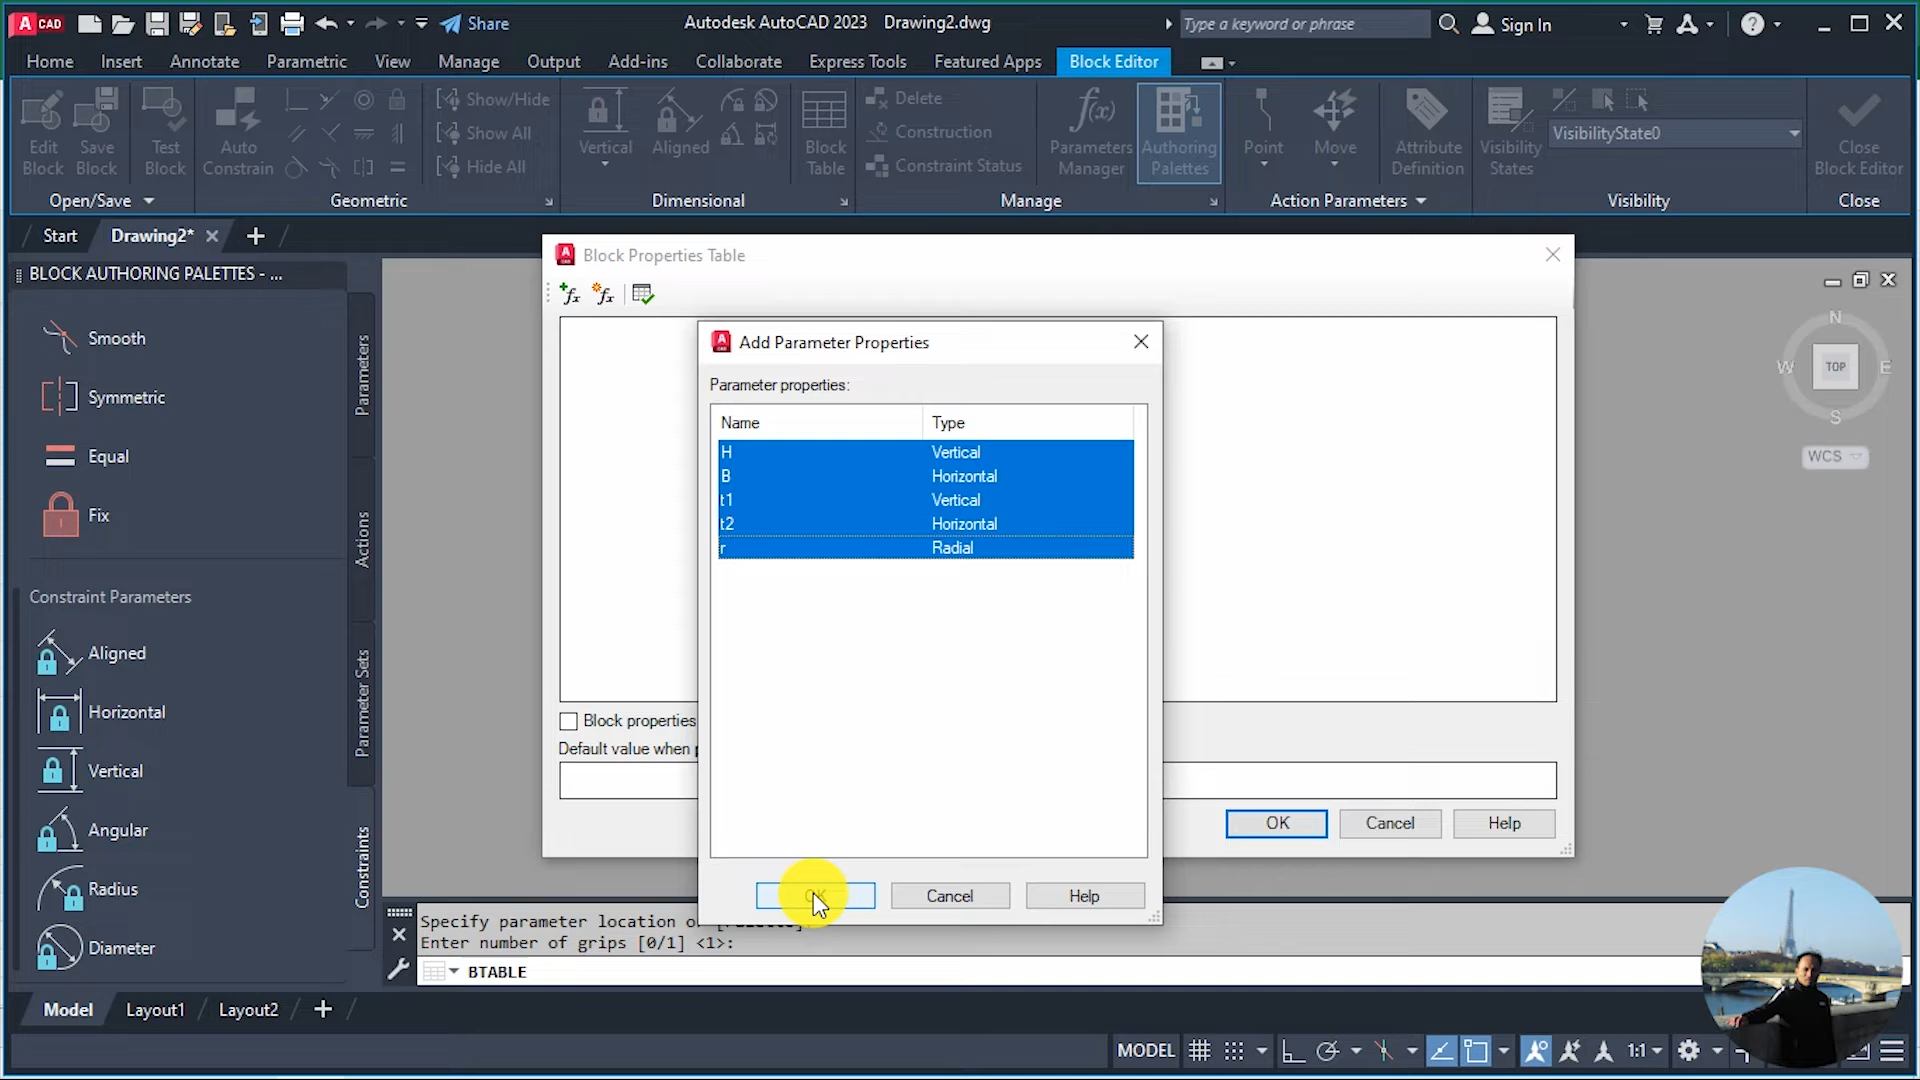 CAD
Share
Autodesk AutoCAD 2023 Drawing2.dwg
Type a keyword or phrase
Sign In
Home Insert Annotate Parametric View Manage Output Add-ins Collaborate Express Tools Featured Apps Block Editor
Edit
Block
Save
Block
Test
Block
Auto
Constrain
Show/Hide
Show All
Hide All
Vertical
Aligned
Block
Table
Delete
Construction
Constraint Status
Parameters
Manager
Authoring
Palettes
Point
Move
Attribute
Definition
Visibility
States
VisibilityState0
Close
Block Editor
Open/Save Geometric Dimensional Manage Action Parameters Visibility Close
Start Drawing2*
BLOCK AUTHORING PALETTES - ...
Smooth
Symmetric
Equal
Fix
Constraint Parameters
Aligned
Horizontal
Vertical
Angular
Radius
Diameter
Parameters
Actions
Parameter Sets
Constraints
Block Properties Table
Block properties
Default value when
OK Cancel Help
Add Parameter Properties
Parameter properties:
Name Type
H Vertical
B Horizontal
t1 Vertical
t2 Horizontal
r Radial
OK Cancel Help
N
W TOP E
S
WCS
Specify parameter location o
Enter number of grips [0/1] <1>:
BTABLE
Model Layout1 Layout2
MODEL 1:1